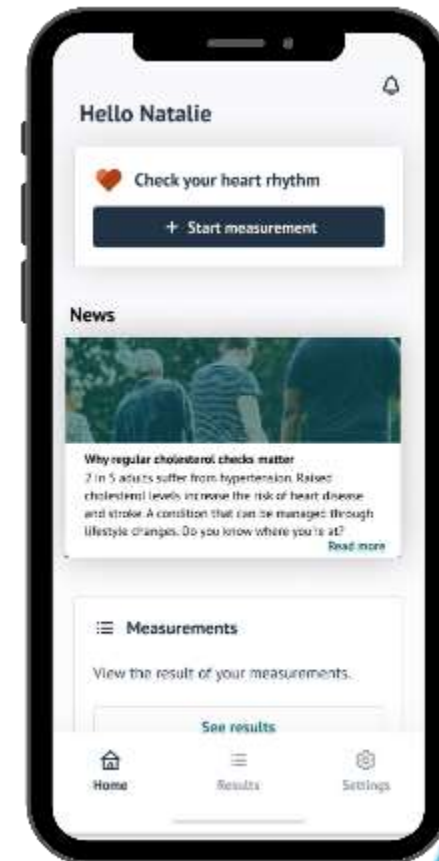 Hello Natalie
Check your heart rhythm
+ Start measurement
News
Why regular cholesterol checks matter
2 in 5 adults suffer from hypertension. Raised
cholesterol levels increase the risk of heart disease
and stroke. A condition that can be managed through
lifestyle changes. Do you know where you're at?
Read more
Measurements
View the result of your measurements.
See results
Home Results Settings